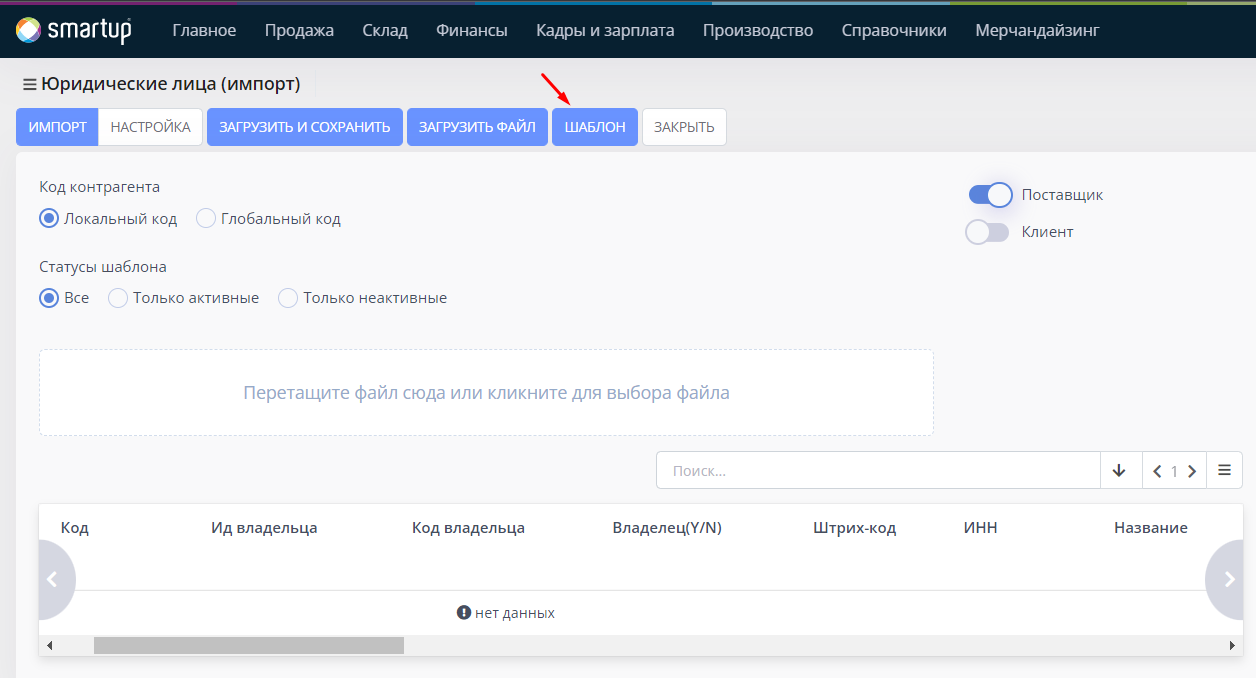 smartup Главное Продажа Склад Финансы Кадры и зарплата Производство Справочники Мерчандайзинг
Юридические лица (импорт)
ИМПОРТ НАСТРОЙКА ЗАГРУЗИТЬ И СОХРАНИТЬ ЗАГРУЗИТЬ ФАЙЛ ШАБЛОН ЗАКРЫТЬ
Код контрагента
Поставщик
Локальный код Глобальный код
Клиент
Статусы шаблона
Все Только активные Только неактивные
Перетащите файл сюда или кликните для выбора файла
Поиск... 1
Код Ид владельца Код владельца Владелец(Y/N) Штрих-код ИНН Название
нет данных